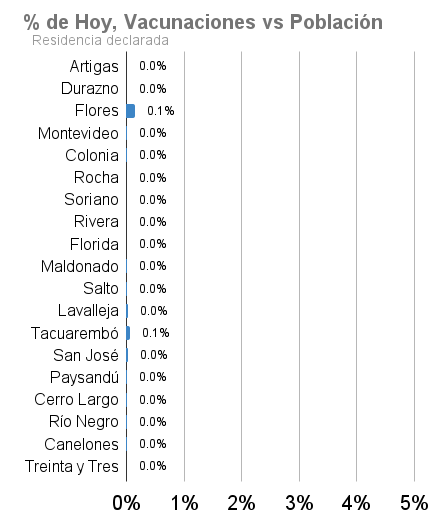 % de Hoy, Vacunaciones vs Población
Residencia declarada
Artigas 0.0%
Durazno 0.0%
Flores 0.1%
Montevideo 0.0%
Colonia 0.0%
Rocha 0.0%
Soriano 0.0%
Rivera 0.0%
Florida 0.0%
Maldonado 0.0%
Salto 0.0%
Lavalleja 0.0%
Tacuarembó 0.1%
San José 0.0%
Paysandú 0.0%
Cerro Largo 0.0%
Río Negro 0.0%
Canelones 0.0%
Treinta y Tres 0.0%
0% 1% 2% 3% 4% 5%